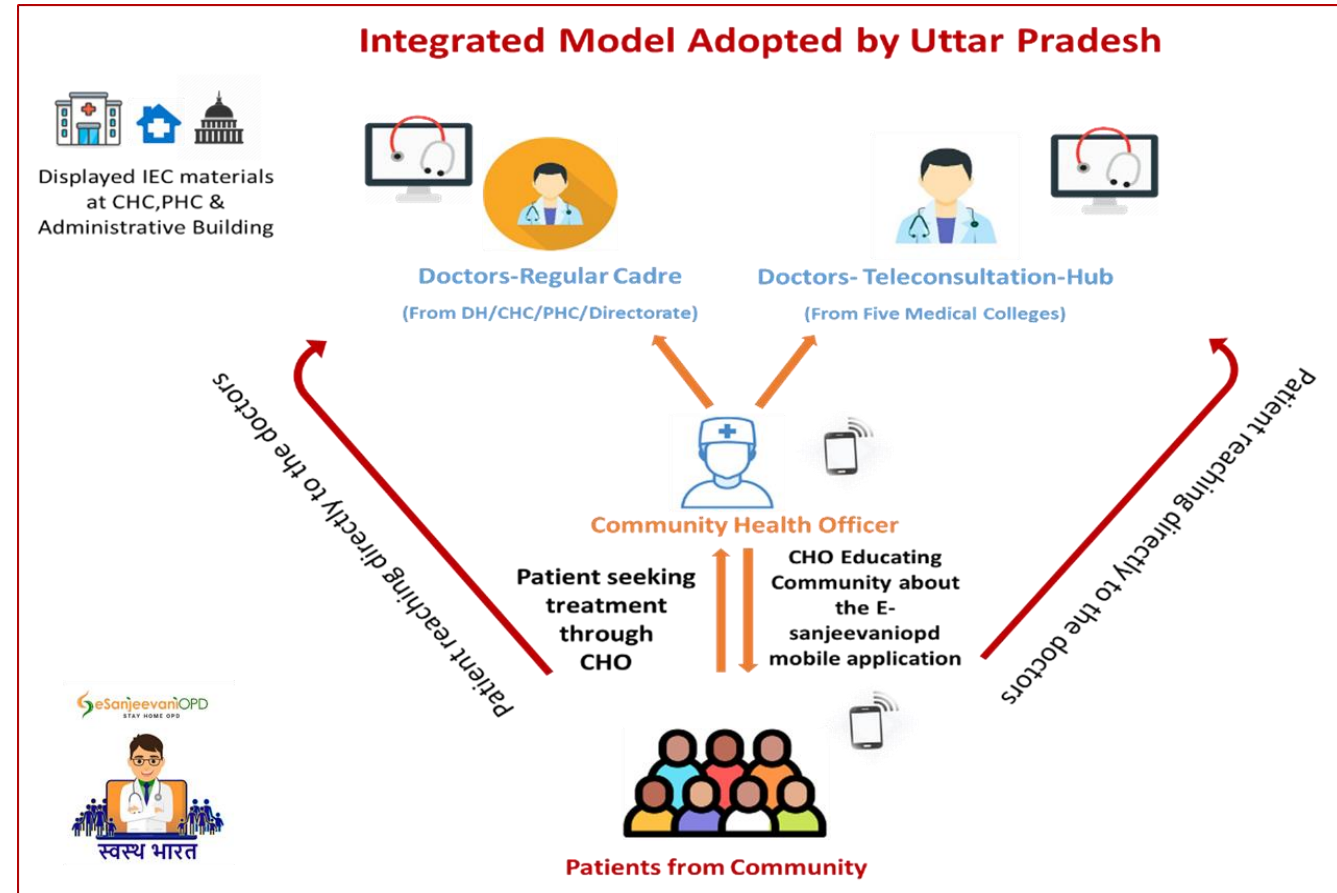 Integrated Model Adopted by Uttar Pradesh
Displayed IEC materials
at CHC,PHC &
Administrative Building
Doctors-Regular Cadre
(From DH/CHC/PHC/Directorate)
Doctors- Teleconsultation-Hub
(From Five Medical Colleges)
Patient reaching directly to the doctors
Community Health Officer
Patient seeking
treatment
through
CHO
CHO Educating
Community about
the E-
sanjeevaniopd
mobile application
Patient reaching directly to the doctors
eSanjeevaniOPD
STAY HOME OPD
स्वस्थ भारत
Patients from Community